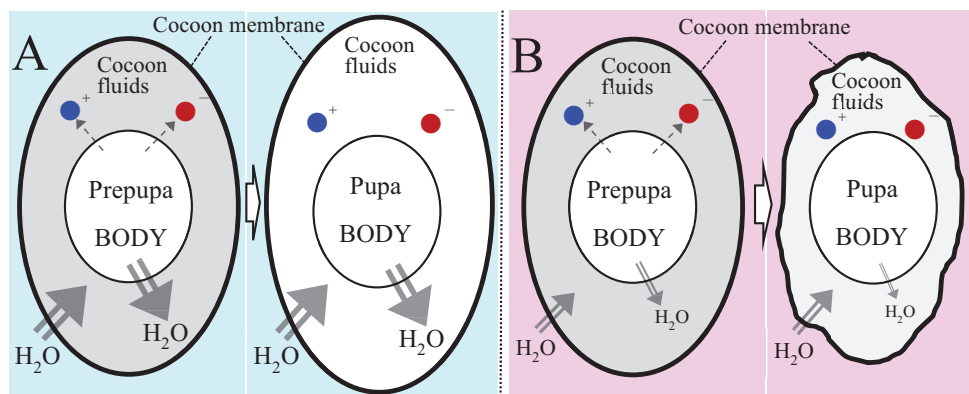 A
Cocoon membrane
Cocoon
fluids
+
−
Prepupa
BODY
H₂O
H₂O
Cocoon
fluids
+
−
Pupa
BODY
H₂O
H₂O
B
Cocoon membrane
Cocoon
fluids
+
−
Prepupa
BODY
H₂O
H₂O
Cocoon
fluids
+
−
Pupa
BODY
H₂O
H₂O